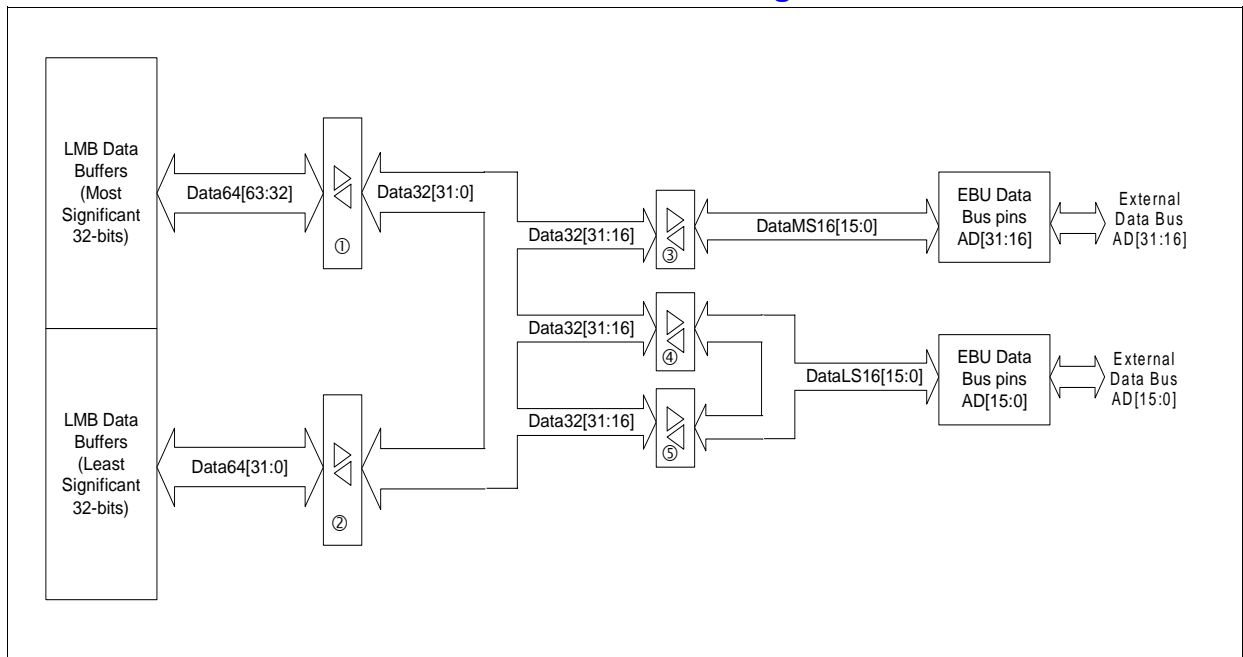 LMB Data
Buffers
(Most
Significant
32-bits)
Data64[63:32]
①
Data32[31:0]
Data32[31:16]
③
DataMS16[15:0]
EBU Data
Bus pins
AD[31:16]
External
Data Bus
AD[31:16]
Data32[31:16]
④
DataLS16[15:0]
EBU Data
Bus pins
AD[15:0]
External
Data Bus
AD[15:0]
Data32[31:16]
⑤
LMB Data
Buffers
(Least
Significant
32-bits)
Data64[31:0]
②